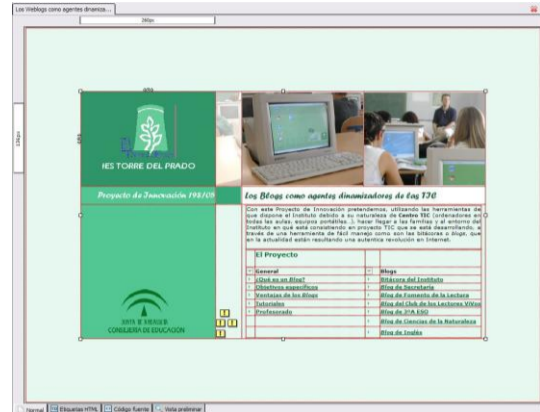 Los Weblogs como agentes dinamiza...
IES TORRE DEL PRADO
Proyecto de Innovación 198/05
Los Blogs como agentes dinamizadores de las TIC
Con este Proyecto de Innovación pretendemos, utilizando las herramientas de
que dispone el Instituto debido a su naturaleza de Centro TIC (ordenadores en
todas las aulas, equipos portátiles..), hacer llegar a las familias y al entorno del
Instituto en qué está consistiendo en proyecto TIC que se está desarrollando, a
través de una herramienta de fácil manejo como son las bitácoras o blogs, que
en la actualidad están resultando una autentica revolución en Internet.
El Proyecto
General
Blogs
¿Qué es un Blog?
Bitácora del Instituto
Objetivos específicos
Blog de Secretaría
Ventajas de los Blogs
Blog de Fomento de la Lectura
Tutoriales
Blog del Club de los Lectores Vivos
Profesorado
Blog de 3ºA ESO
Blog de Ciencias de la Naturaleza
Blog de Inglés
JUNTA DE ANDALUCIA
CONSEJERIA DE EDUCACIÓN
Normal
Etiquetas HTML
Código fuente
Vista preliminar